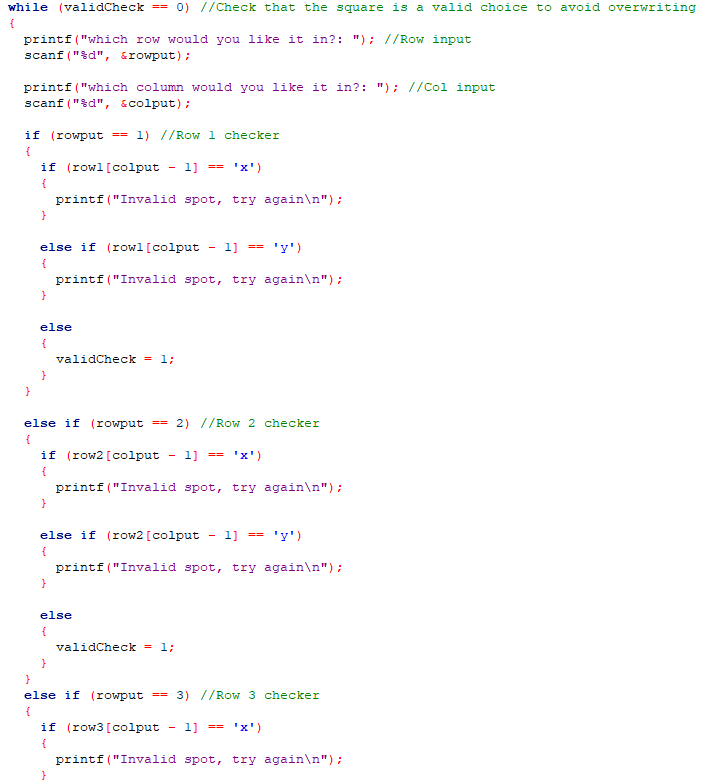 while (validCheck == 0) //Check that the square is a valid choice to avoid overwriting
{
  printf("which row would you like it in?: "); //Row input
  scanf("%d", &rowput);

  printf("which column would you like it in?: "); //Col input
  scanf("%d", &colput);

  if (rowput == 1) //Row 1 checker
  {
    if (row1[colput - 1] == 'x')
    {
      printf("Invalid spot, try again\n");
    }

    else if (row1[colput - 1] == 'y')
    {
      printf("Invalid spot, try again\n");
    }

    else
    {
      validCheck = 1;
    }
  }

  else if (rowput == 2) //Row 2 checker
  {
    if (row2[colput - 1] == 'x')
    {
      printf("Invalid spot, try again\n");
    }

    else if (row2[colput - 1] == 'y')
    {
      printf("Invalid spot, try again\n");
    }

    else
    {
      validCheck = 1;
    }
  }
  else if (rowput == 3) //Row 3 checker
  {
    if (row3[colput - 1] == 'x')
    {
      printf("Invalid spot, try again\n");
    }